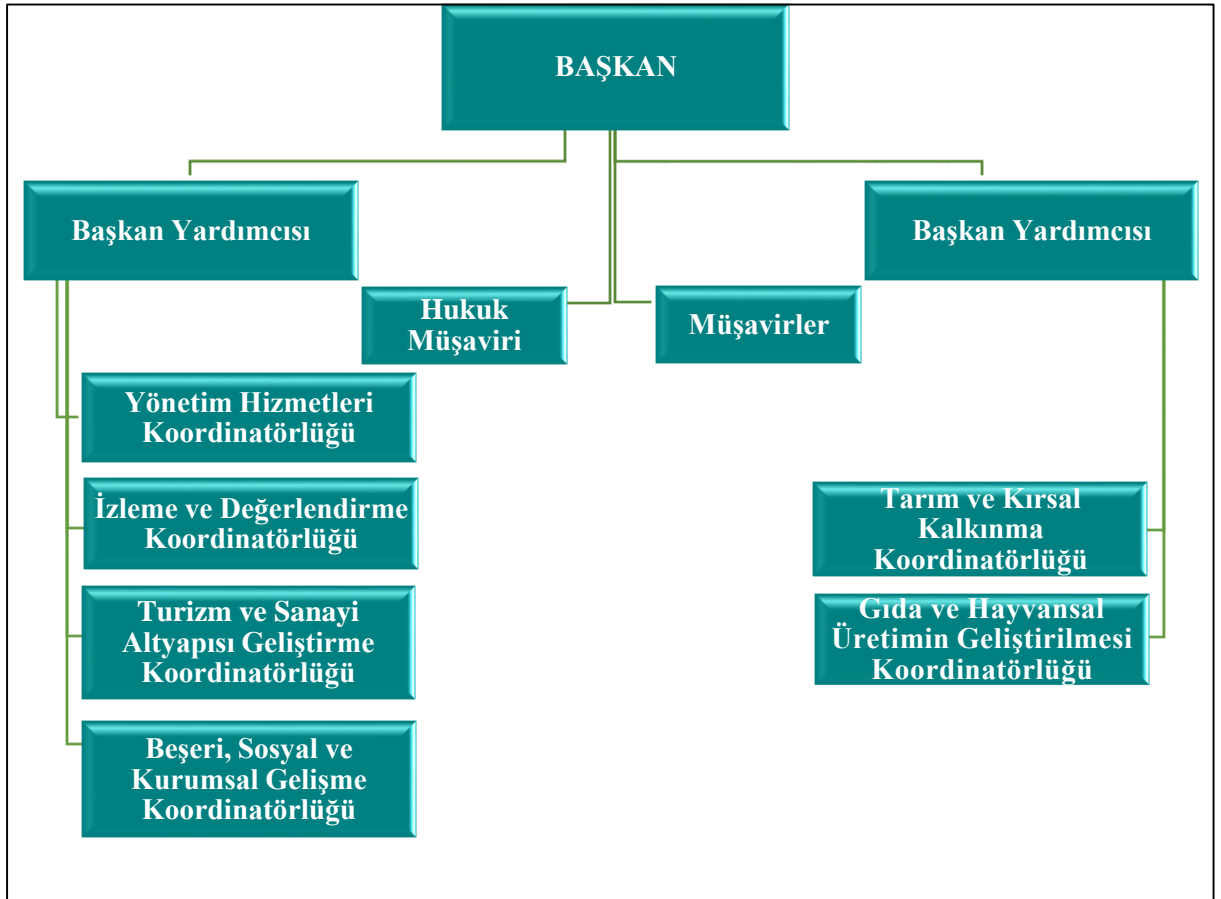 BAŞKAN
Başkan Yardımcısı
Başkan Yardımcısı
Hukuk
Müşaviri
Müşavirler
Yönetim Hizmetleri
Koordinatörlüğü
İzleme ve Değerlendirme
Koordinatörlüğü
Turizm ve Sanayi
Altyapısı Geliştirme
Koordinatörlüğü
Beşeri, Sosyal ve
Kurumsal Gelişme
Koordinatörlüğü
Tarım ve Kırsal
Kalkınma
Koordinatörlüğü
Gıda ve Hayvansal
Üretimin Geliştirilmesi
Koordinatörlüğü